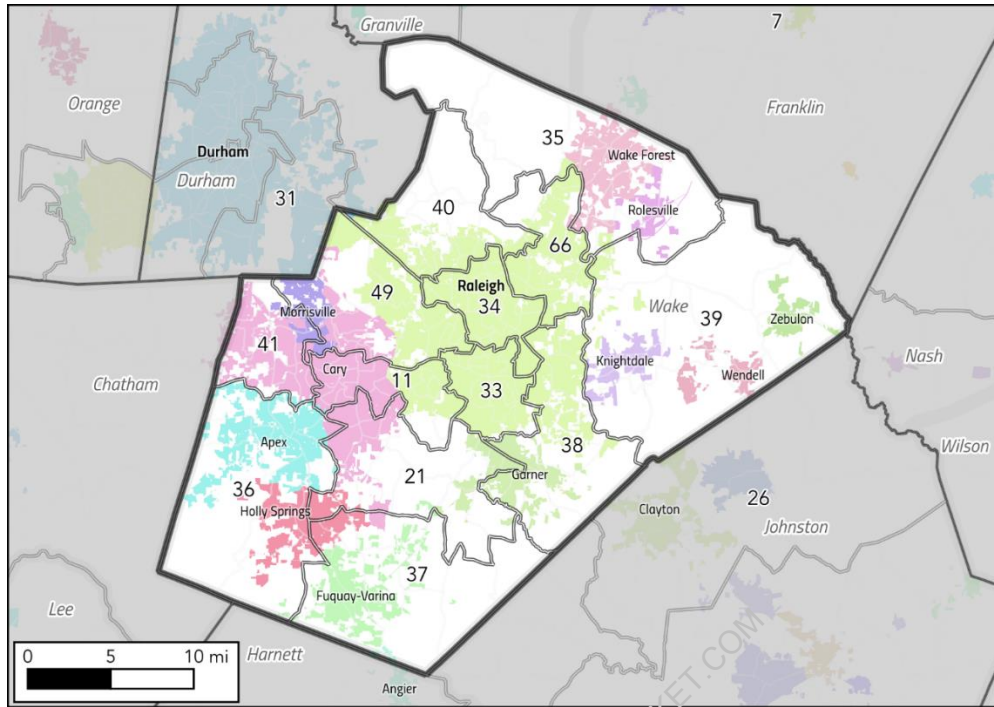 Granville
7
Orange
Franklin
35
Durham
Wake Forest
Durham
31
Rolesville
40
66
Raleigh
49
34
Wake
39
Zebulon
Morrisville
41
Knightdale
Nash
Chatham
Cary
11
Wendell
33
Apex
38
Wilson
21
Garner
36
Holly Springs
26
Clayton
Johnston
37
Fuquay-Varina
Lee
0 5 10 mi
Harnett
Angier